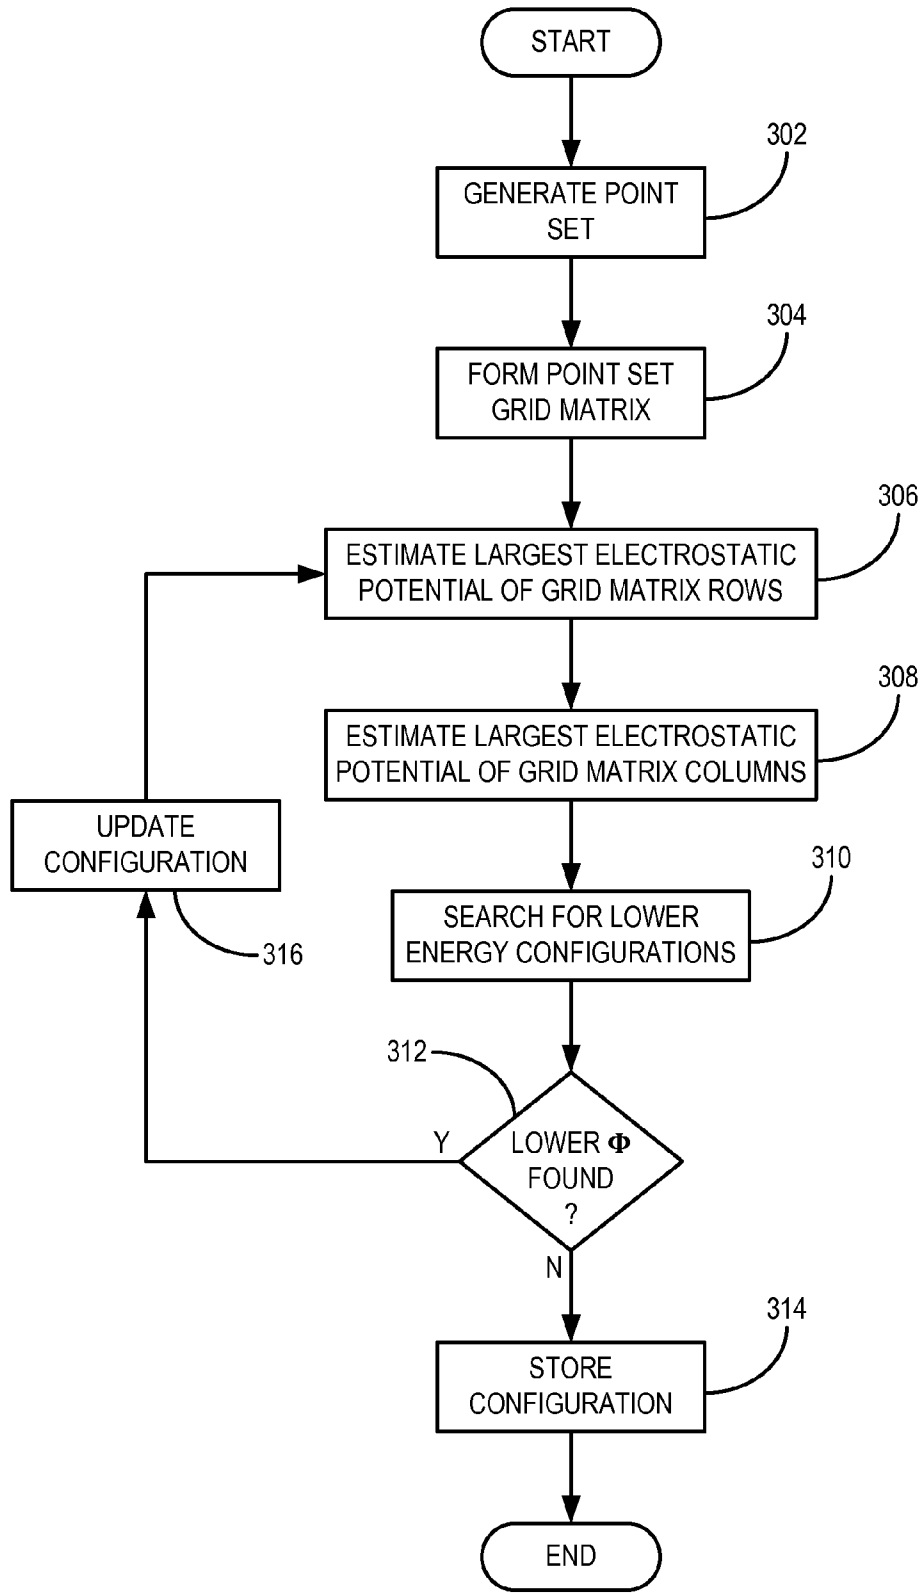 START
302
GENERATE POINT
SET
304
FORM POINT SET
GRID MATRIX
306
ESTIMATE LARGEST ELECTROSTATIC
POTENTIAL OF GRID MATRIX ROWS
308
ESTIMATE LARGEST ELECTROSTATIC
POTENTIAL OF GRID MATRIX COLUMNS
UPDATE
CONFIGURATION
316
310
SEARCH FOR LOWER
ENERGY CONFIGURATIONS
312
Y
LOWER Φ
FOUND
?
N
314
STORE
CONFIGURATION
END